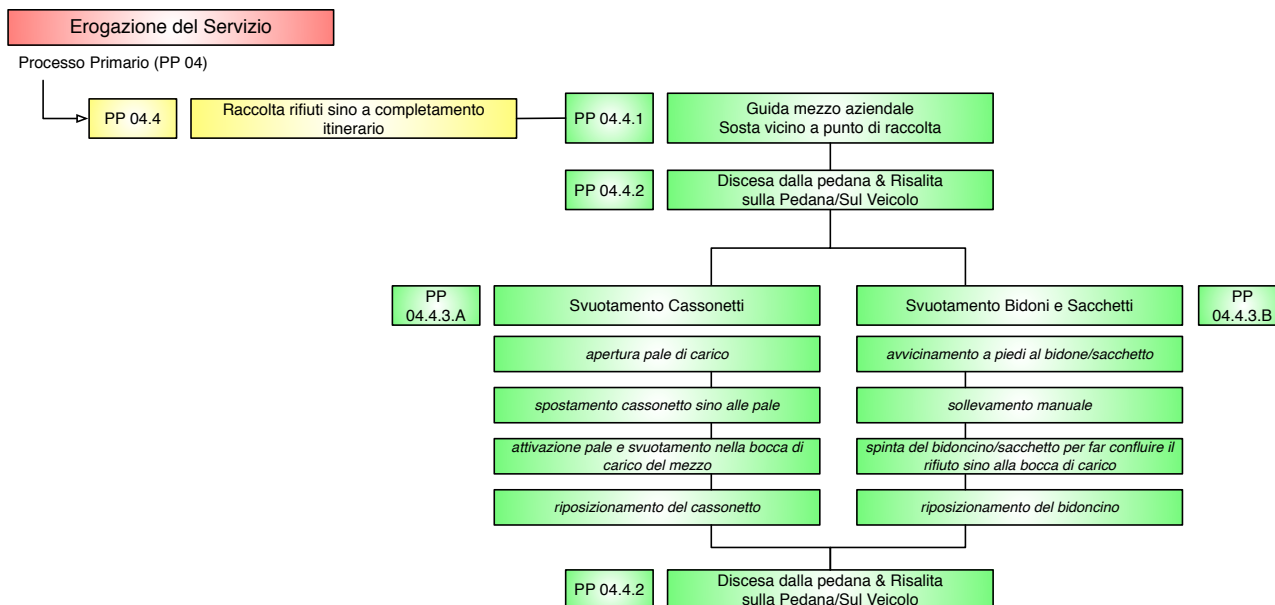 Erogazione del Servizio
Processo Primario (PP 04)
PP 04.4
Raccolta rifiuti sino a completamento
itinerario
PP 04.4.1
Guida mezzo aziendale
Sosta vicino a punto di raccolta
PP 04.4.2
Discesa dalla pedana & Risalita
sulla Pedana/Sul Veicolo
PP
04.4.3.A
Svuotamento Cassonetti
apertura pale di carico
spostamento cassonetto sino alle pale
attivazione pale e svuotamento nella bocca di
carico del mezzo
riposizionamento del cassonetto
Svuotamento Bidoni e Sacchetti
PP
04.4.3.B
avvicinamento a piedi al bidone/sacchetto
sollevamento manuale
spinta del bidoncino/sacchetto per far confluire il
rifiuto sino alla bocca di carico
riposizionamento del bidoncino
PP 04.4.2
Discesa dalla pedana & Risalita
sulla Pedana/Sul Veicolo